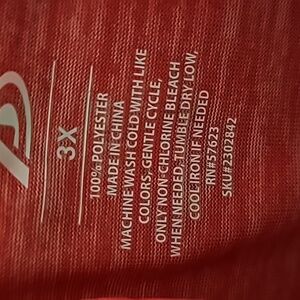 3X
100% POLYESTER
MADE IN CHINA
MACHINE WASH COLD WITH LIKE
COLORS, GENTLE CYCLE,
ONLY NON-CHLORINE BLEACH
WHEN NEEDED, TUMBLE DRY LOW,
COOL IRON IF NEEDED
RN#57623
SKU#2302842